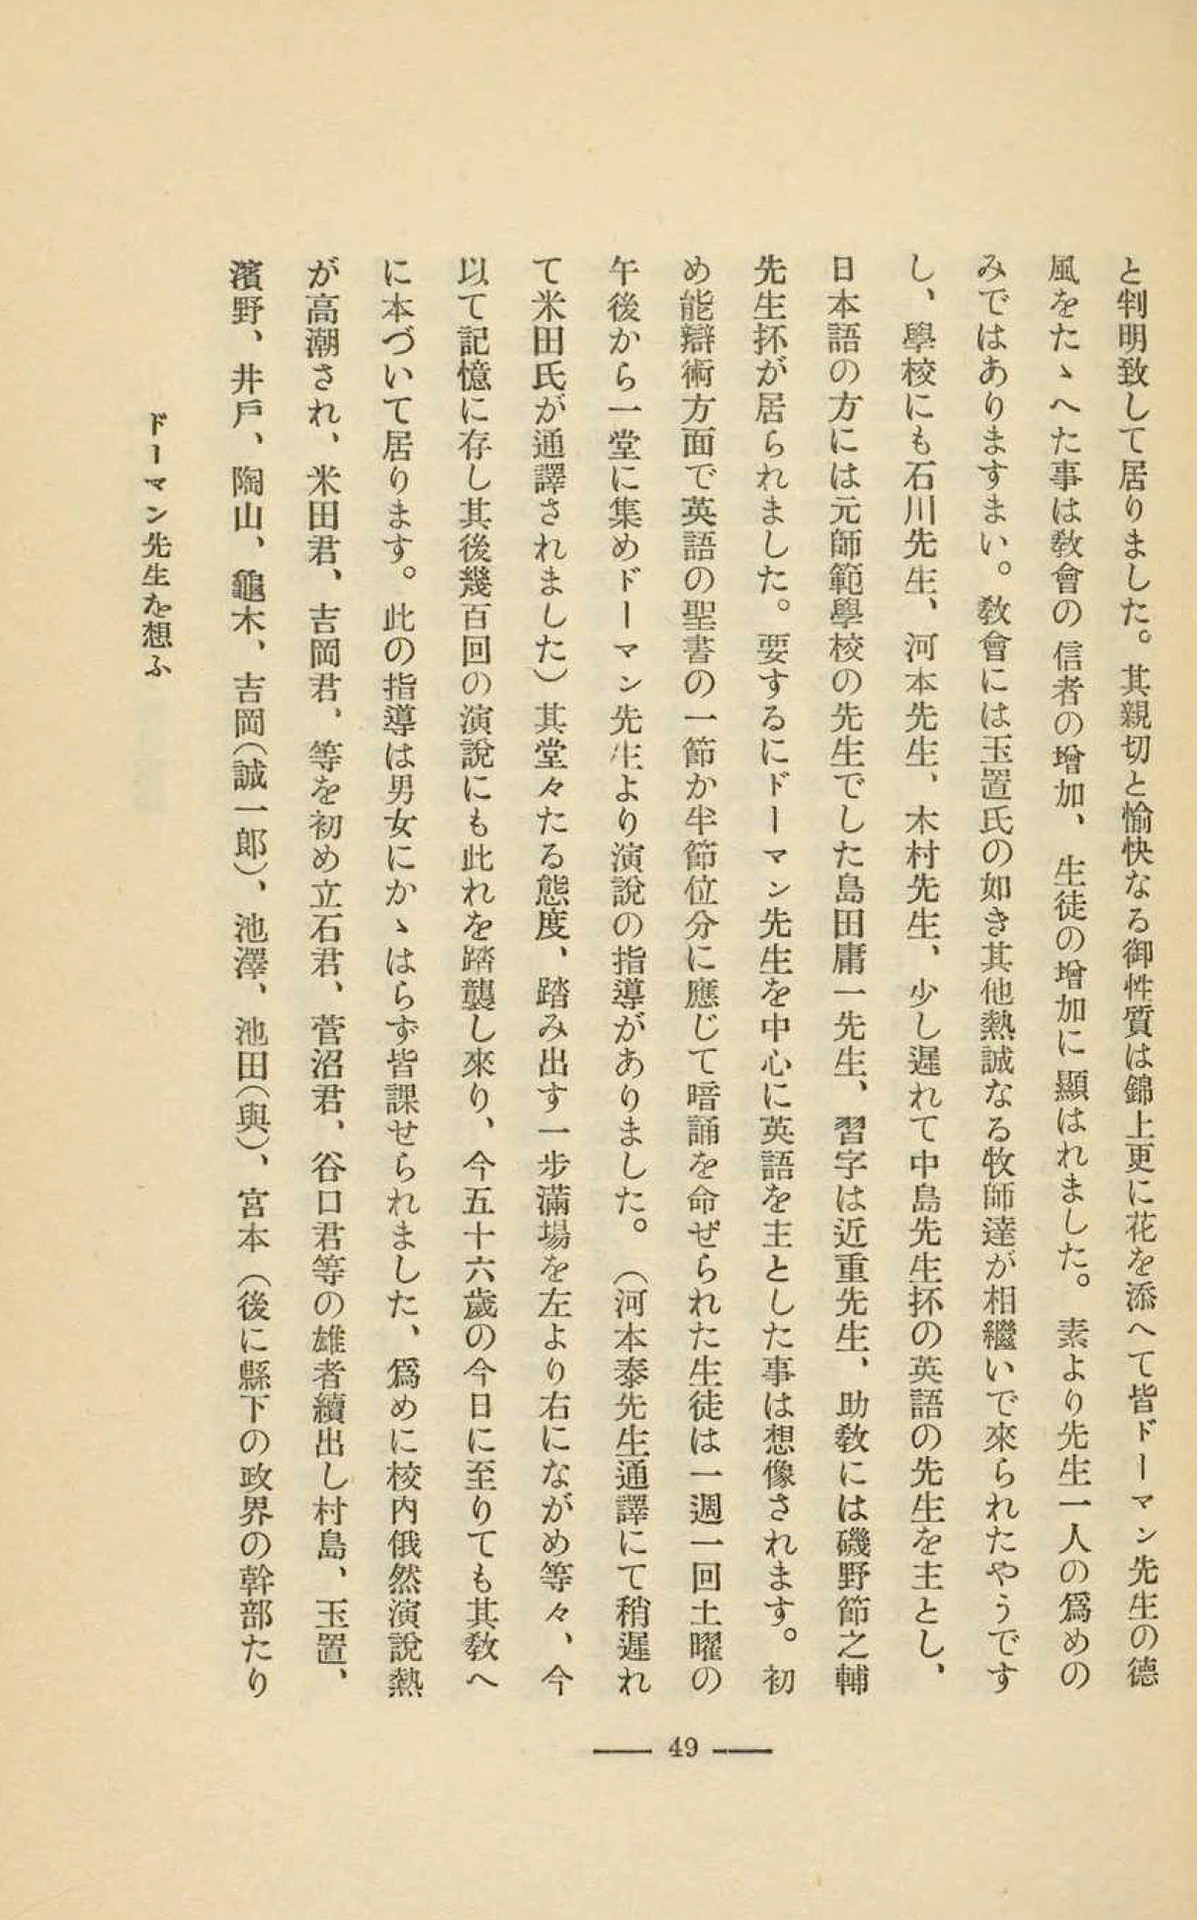 と判明致して居りました。其親切と愉快なる御性質は錦上更に花を添へて皆ドーマン先生の德
風をたゝへた事は敎會の信者の增加、生徒の增加に顯はれました。素より先生一人の爲めの
みではありますまい。敎會には玉置氏の如き其他熱誠なる牧師達が相繼いで來られたやうです
し、學校にも石川先生、河本先生、木村先生、少し遲れて中島先生抔の英語の先生を主とし、
日本語の方には元師範學校の先生でした島田庸一先生、習字は近重先生、助敎には磯野節之輔
先生抔が居られました。要するにドーマン先生を中心に英語を主とした事は想像されます。初
め能辯術方面で英語の聖書の一節か半節位分に應じて暗誦を命ぜられた生徒は一週一回土曜の
午後から一堂に集めドーマン先生より演說の指導がありました。（河本泰先生通譯にて稍遲れ
て米田氏が通譯されました）其堂々たる態度、踏み出す一步滿場を左より右にながめ等々、今
以て記憶に存し其後幾百回の演說にも此れを踏襲し來り、今五十六歲の今日に至りても其敎へ
に本づいて居ります。此の指導は男女にかゝはらず皆課せられました、爲めに校內俄然演說熱
が高潮され、米田君、吉岡君、等を初め立石君、菅沼君、谷口君等の雄者續出し村島、玉置、
濱野、井戶、陶山、龜木、吉岡（誠一郎）、池澤、池田（與）、宮本（後に縣下の政界の幹部たり
ドーマン先生を想ふ
49